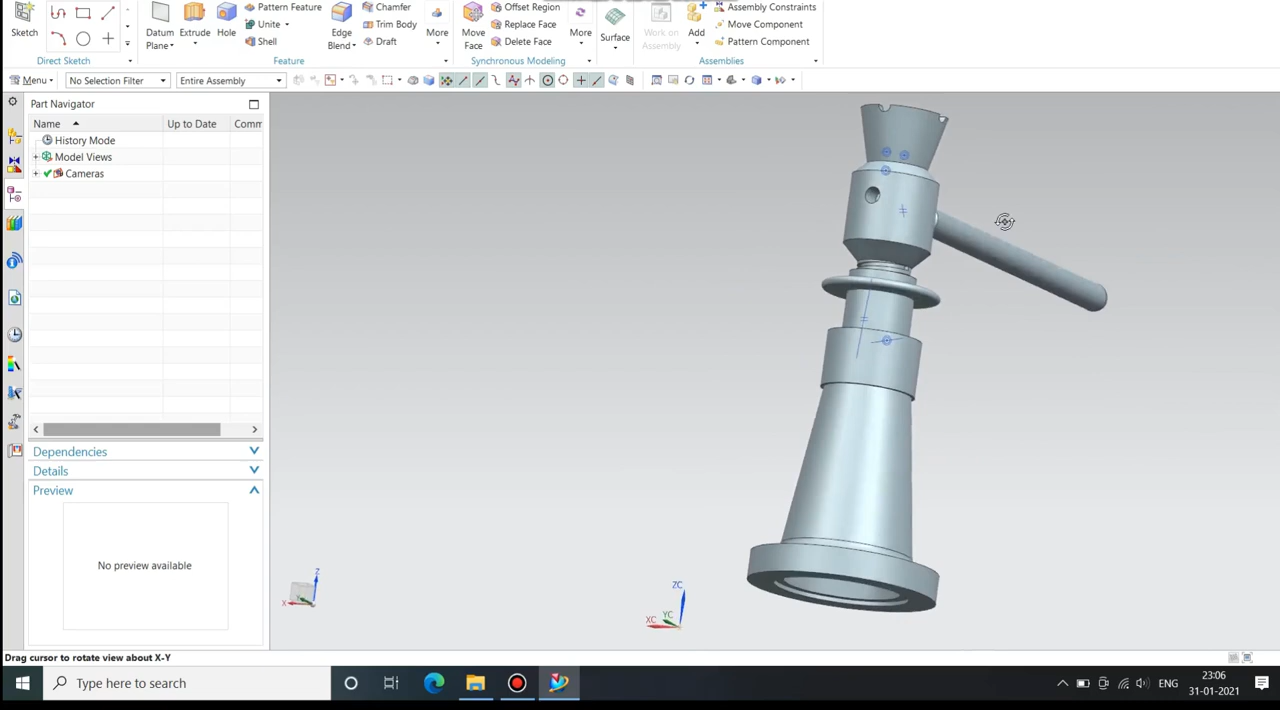 Sketch
Direct Sketch
Datum Plane
Extrude
Hole
Pattern Feature
Unite
Shell
Edge Blend
Chamfer
Trim Body
Draft
More
Feature
Move Face
Offset Region
Replace Face
Delete Face
More
Synchronous Modeling
Surface
Work on Assembly
Add
Assembly Constraints
Move Component
Pattern Component
Assemblies
Menu
No Selection Filter
Entire Assembly
Part Navigator
Name Up to Date Comm
History Mode
Model Views
Cameras
Dependencies
Details
Preview
No preview available
Z
X
Y
ZC
YC
XC
Drag cursor to rotate view about X-Y
Type here to search
ENG
23:06
31-01-2021